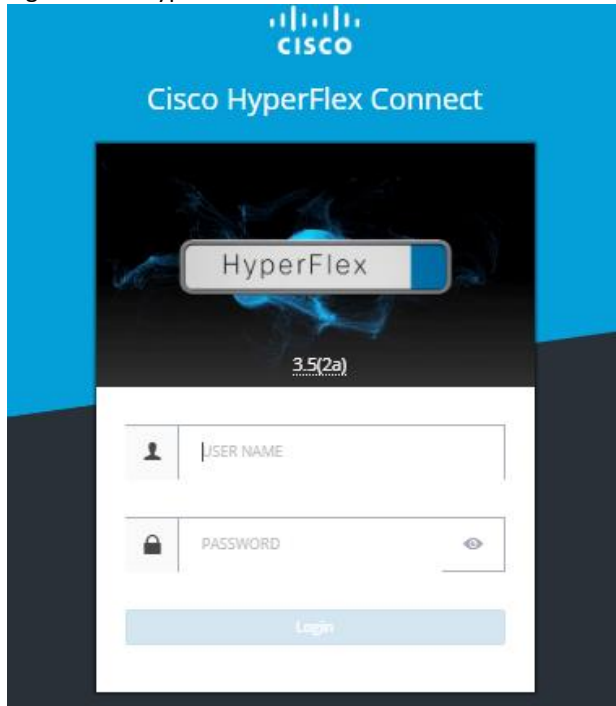 CISCO
Cisco HyperFlex Connect
HyperFlex
3.5(2a)
USER NAME
PASSWORD
Login